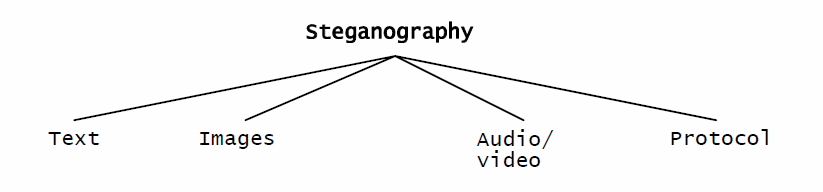 Steganography
Text
Images
Audio/
video
Protocol